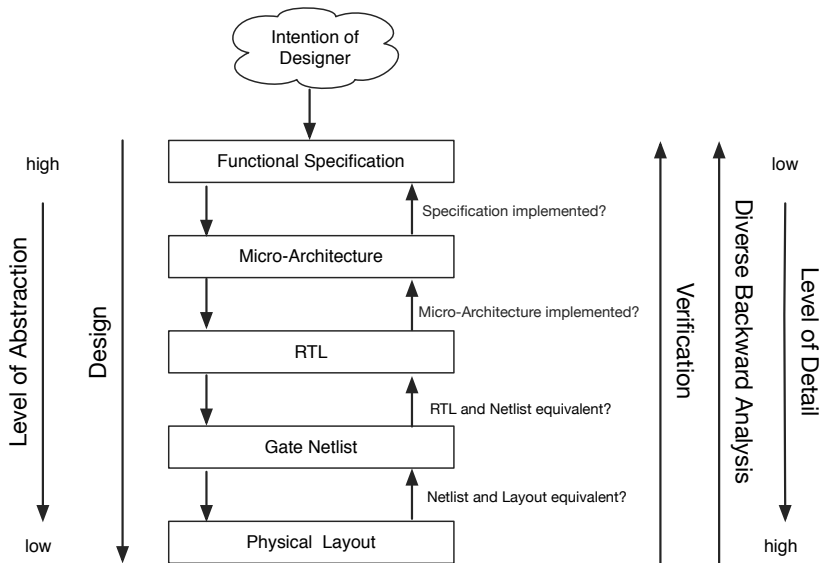 Intention of
Designer
Functional Specification
high
low
Specification implemented?
Micro-Architecture
Micro-Architecture implemented?
RTL
RTL and Netlist equivalent?
Gate Netlist
Netlist and Layout equivalent?
Physical Layout
low
high
Level of Abstraction
Design
Verification
Diverse Backward Analysis
Level of Detail